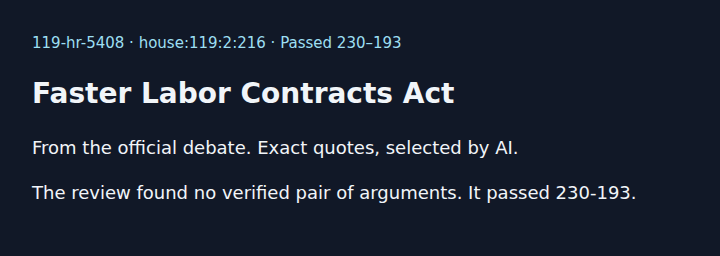 119-hr-5408 · house:119:2:216 · Passed 230–193
Faster Labor Contracts Act
From the official debate. Exact quotes, selected by AI.
The review found no verified pair of arguments. It passed 230-193.